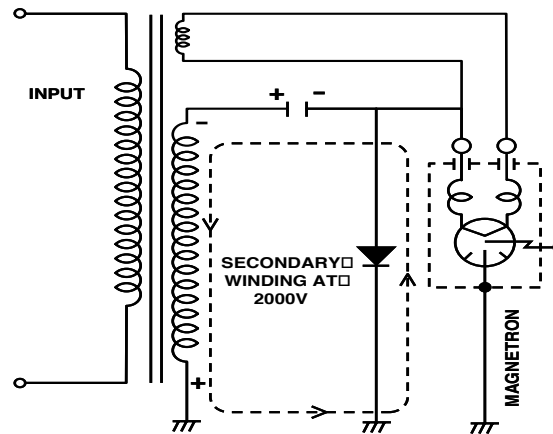 INPUT
+ -
-
SECONDARY□
WINDING AT□
2000V
+
MAGNETRON